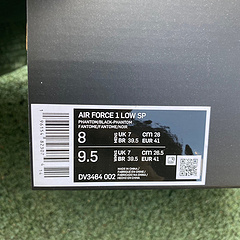 AIR FORCE 1 LOW SP
PHANTOM/BLACK-PHANTOM
FANTOME/FANTOME/NOIR
8 UK 7 CM 26
BR 39.5 EUR 41
9.5 UK 7 CM 26.5
BR 39.5 EUR 41
DV3464 002